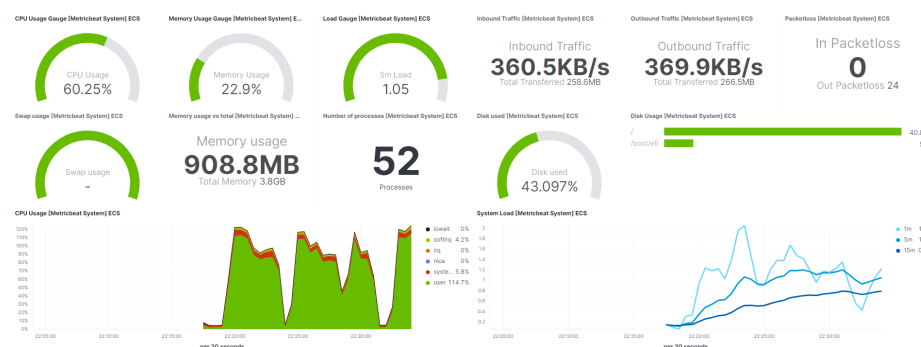 CPU Usage Gauge [Metricbeat System] ECS
Memory Usage Gauge [Metricbeat System] E...
Load Gauge [Metricbeat System] ECS
Inbound Traffic [Metricbeat System] ECS
Outbound Traffic [Metricbeat System] ECS
Packetloss [Metricbeat System] ECS
CPU Usage
60.25%
Memory Usage
22.9%
5m Load
1.05
Inbound Traffic
360.5KB/s
Total Transferred 258.6MB
Outbound Traffic
369.9KB/s
Total Transferred 266.5MB
In Packetloss
0
Out Packetloss 24
Swap usage [Metricbeat System] ECS
Memory usage vs total [Metricbeat System] ...
Number of processes [Metricbeat System] ECS
Disk used [Metricbeat System] ECS
Disk Usage [Metricbeat System] ECS
Swap usage
-
Memory usage
908.8MB
Total Memory 3.8GB
52
Processes
Disk used
43.097%
/
/boot/efi
CPU Usage [Metricbeat System] ECS
120%
110%
100%
90%
80%
70%
60%
50%
40%
30%
20%
10%
0%
22:05:00
22:10:00
22:15:00
22:20:00
22:25:00
22:30:00
per 30 seconds
iowait 0%
softirq 4.2%
irq 0%
nice 0%
syste... 5.8%
user 114.7%
System Load [Metricbeat System] ECS
2
1.8
1.6
1.4
1.2
1
0.8
0.6
0.4
0.2
22:05:00
22:10:00
22:15:00
22:20:00
22:25:00
22:30:00
per 30 seconds
1m
5m
15m